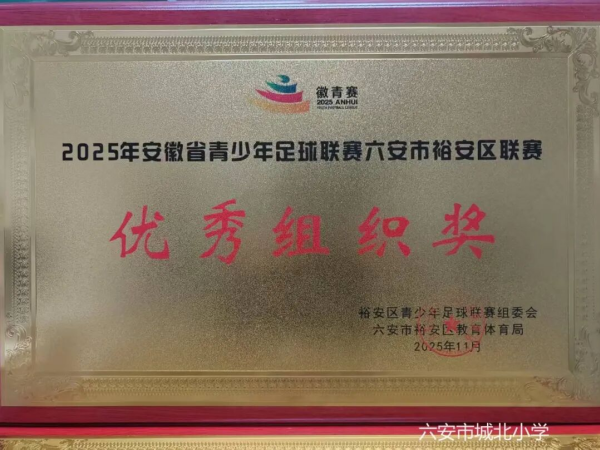 徽青赛
2025 ANHUI
2025年安徽省青少年足球联赛六安市裕安区联赛
优秀组织奖
裕安区青少年足球联赛组委会
六安市裕安区教育体育局
2025年11月
六安市城北小学